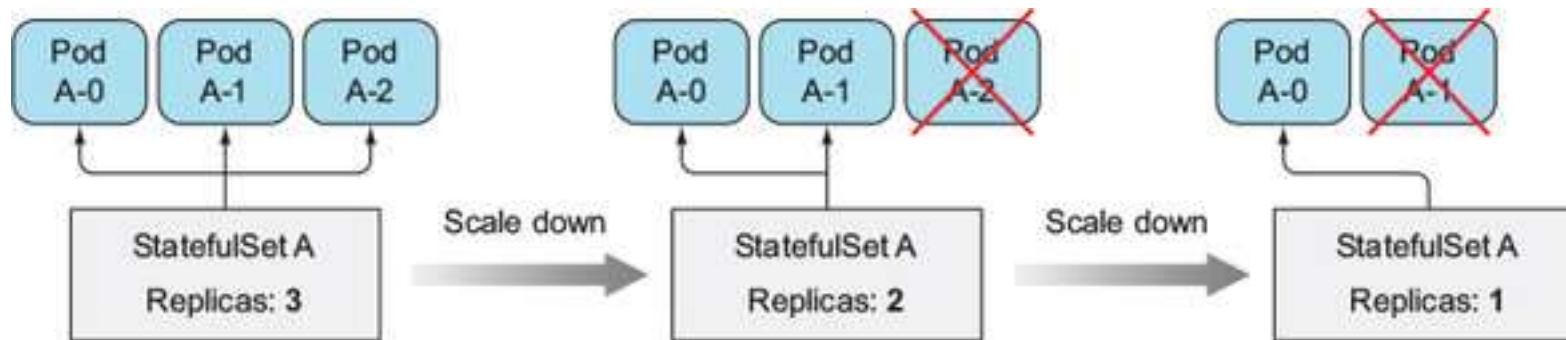 Pod
A-0
Pod
A-1
Pod
A-2
StatefulSet A
Replicas: 3
Scale down
Pod
A-0
Pod
A-1
Pod
A-2
StatefulSet A
Replicas: 2
Scale down
Pod
A-0
Pod
A-1
StatefulSet A
Replicas: 1